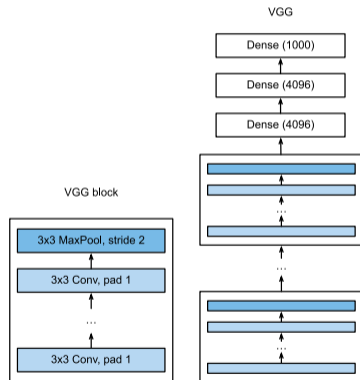 VGG
Dense (1000)
Dense (4096)
Dense (4096)
...
...
...
VGG block
3x3 MaxPool, stride 2
3x3 Conv, pad 1
...
3x3 Conv, pad 1